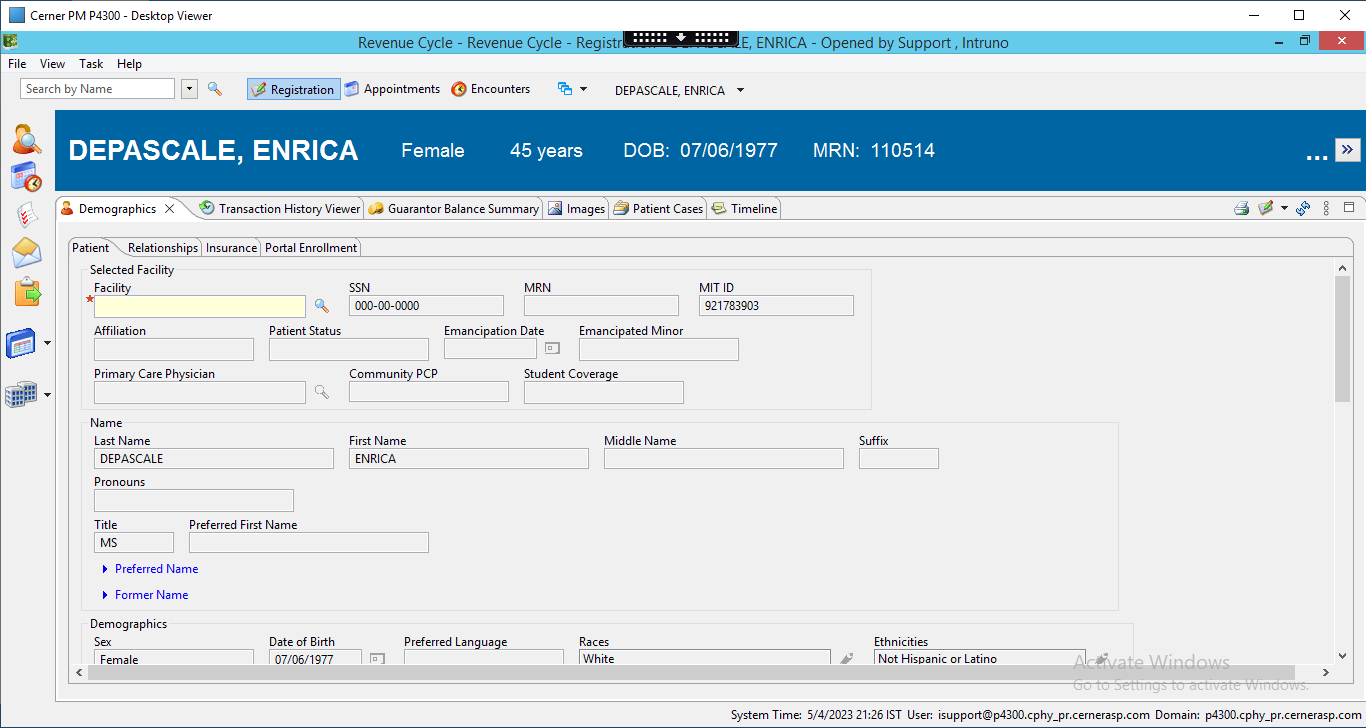 Cerner PM P4300 - Desktop Viewer
Revenue Cycle - Revenue Cycle - Regist E, ENRICA - Opened by Support , Intruno
File View Task Help
Search by Name Registration Appointments Encounters DEPASCALE, ENRICA
DEPASCALE, ENRICA Female 45 years DOB: 07/06/1977 MRN: 110514 ... »
Demographics Transaction History Viewer Guarantor Balance Summary Images Patient Cases Timeline
Patient Relationships Insurance Portal Enrollment
Selected Facility
Facility SSN MRN MIT ID
* 000-00-0000 921783903
Affiliation Patient Status Emancipation Date Emancipated Minor
Primary Care Physician Community PCP Student Coverage
Name
Last Name First Name Middle Name Suffix
DEPASCALE ENRICA
Pronouns
Title Preferred First Name
MS
Preferred Name
Former Name
Demographics
Sex Date of Birth Preferred Language Races Ethnicities
Female 07/06/1977 White Not Hispanic or Latino
Activate Windows
Go to Settings to activate Windows.
System Time: 5/4/2023 21:26 IST User: isupport@p4300.cphy_pr.cernerasp.com Domain: p4300.cphy_pr.cernerasp.com